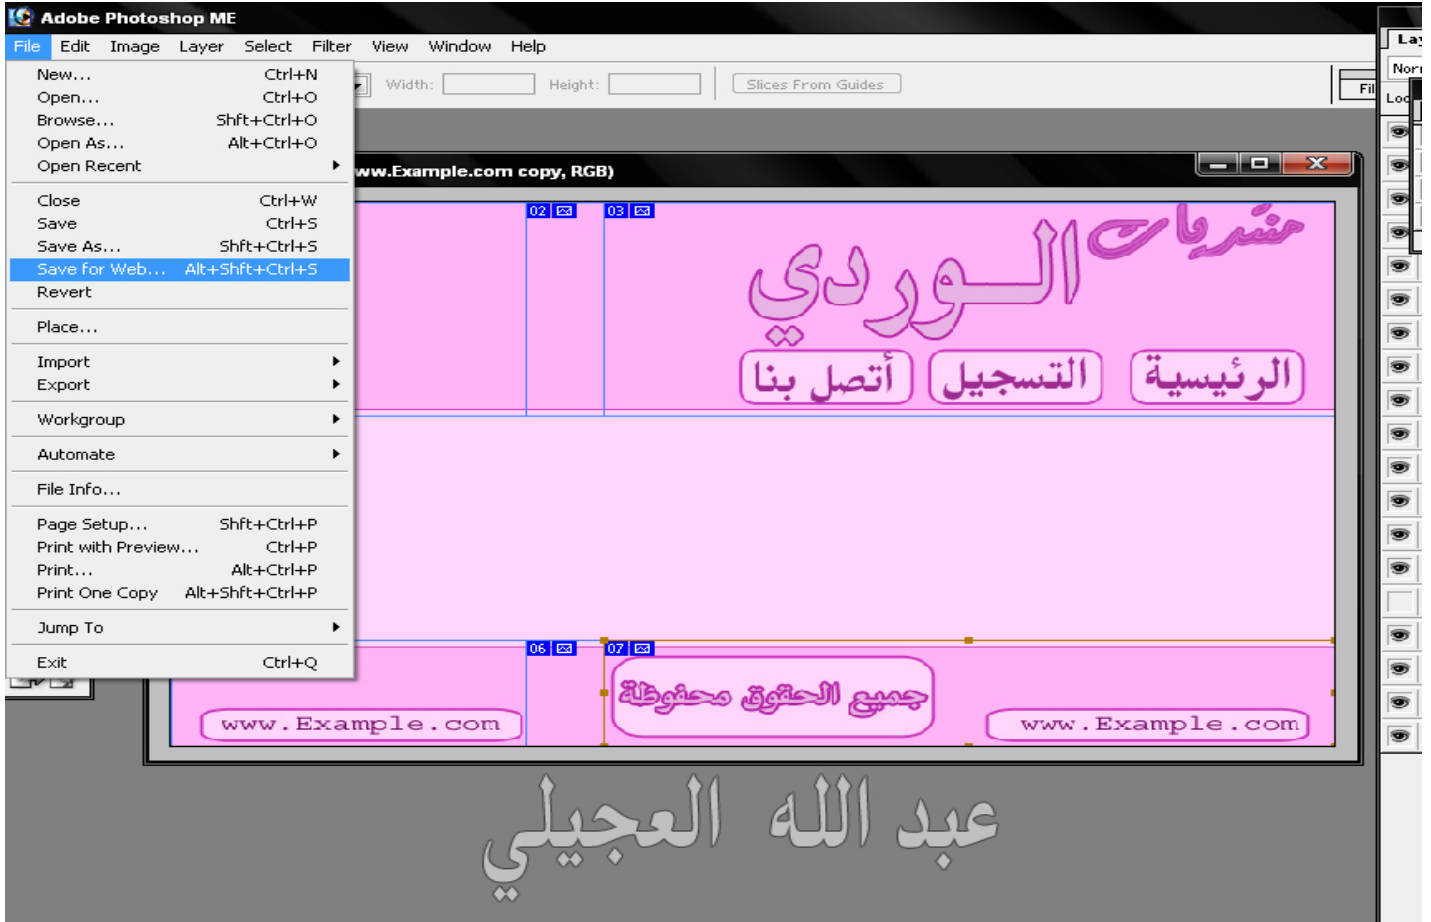 Adobe Photoshop ME
File Edit Image Layer Select Filter View Window Help
New... Ctrl+N
Open... Ctrl+O
Browse... Shft+Ctrl+O
Open As... Alt+Ctrl+O
Open Recent
Close Ctrl+W
Save Ctrl+S
Save As... Shft+Ctrl+S
Save for Web... Alt+Shft+Ctrl+S
Revert
Place...
Import
Export
Workgroup
Automate
File Info...
Page Setup... Shft+Ctrl+P
Print with Preview... Ctrl+P
Print... Alt+Ctrl+P
Print One Copy Alt+Shft+Ctrl+P
Jump To
Exit Ctrl+Q
Width: Height: Slices From Guides
ww.Example.com copy, RGB)
02 03
منتديات
الوردي
الرئيسية التسجيل أتصل بنا
06 07
جميع الحقوق محفوظة
www.Example.com www.Example.com
عبد الله العجيلي